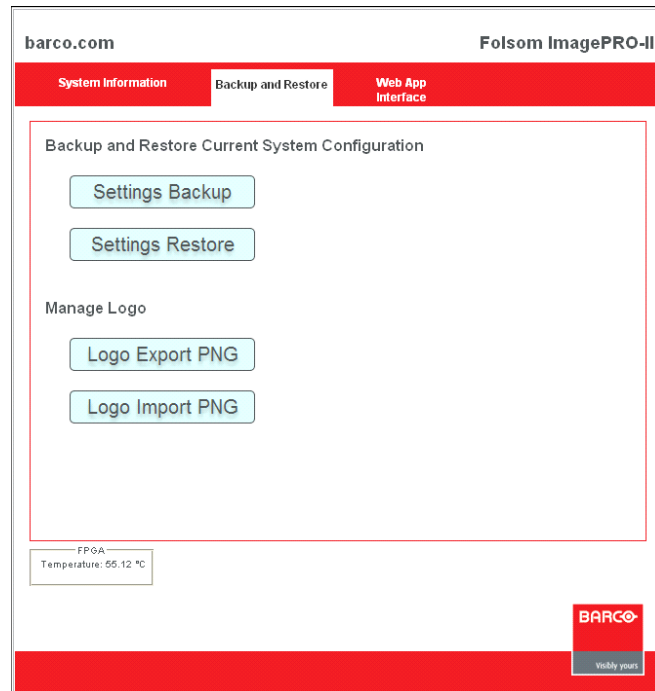 barco.com
Folsom ImagePRO-II
System Information
Backup and Restore
Web App
Interface
Backup and Restore Current System Configuration
Settings Backup
Settings Restore
Manage Logo
Logo Export PNG
Logo Import PNG
FPGA
Temperature: 55.12 °C
BARCO
Visibly yours